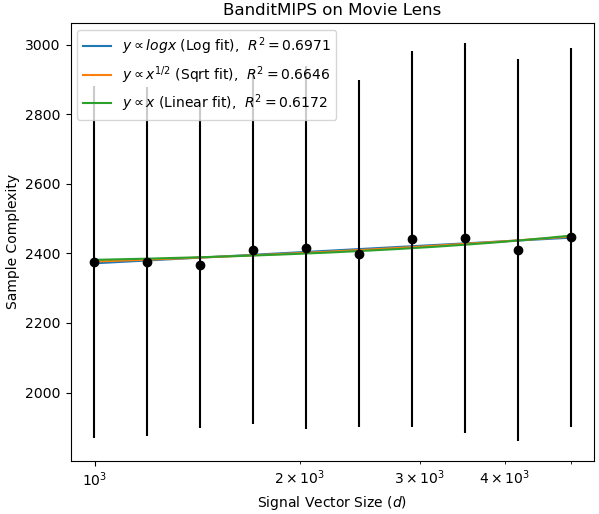 BanditMIPS on Movie Lens
y ∝ logx (Log fit), R² = 0.6971
y ∝ x^{1/2} (Sqrt fit), R² = 0.6646
y ∝ x (Linear fit), R² = 0.6172
Sample Complexity
3000
2800
2600
2400
2200
2000
10³
2 × 10³
3 × 10³
4 × 10³
Signal Vector Size (d)